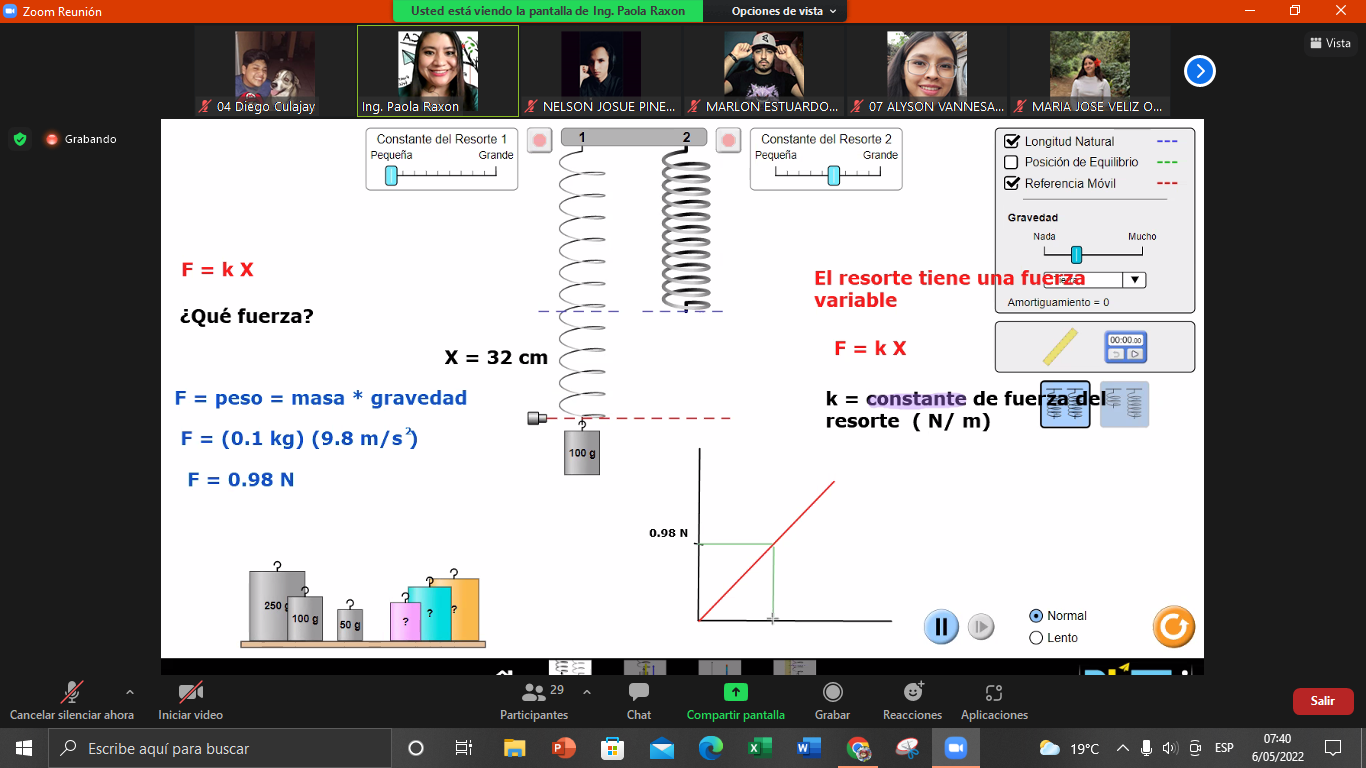 Zoom Reunión
Usted está viendo la pantalla de Ing. Paola Raxon
Opciones de vista
Vista
04 Diego Culajay
Ing. Paola Raxon
NELSON JOSUE PINE...
MARLON ESTUARDO...
07 ALYSON VANNESA...
MARIA JOSE VELIZ O...
Grabando
Constante del Resorte 1
Pequeña Grande
1
2
Constante del Resorte 2
Pequeña Grande
Longitud Natural
Posición de Equilibrio
Referencia Móvil
Gravedad
Nada Mucho
Amortiguamiento = 0
00:00.00
F = k X
¿Qué fuerza?
X = 32 cm
F = peso = masa * gravedad
F = (0.1 kg) (9.8 m/s²)
F = 0.98 N
100 g
El resorte tiene una fuerza
variable
F = k X
k = constante de fuerza del
resorte ( N/ m)
0.98 N
250 g
100 g
50 g
?
?
?
Normal
Lento
Cancelar silenciar ahora
Iniciar video
29
Participantes
Chat
Compartir pantalla
Grabar
Reacciones
Aplicaciones
Salir
Escribe aquí para buscar
19°C
ESP
07:40
6/05/2022